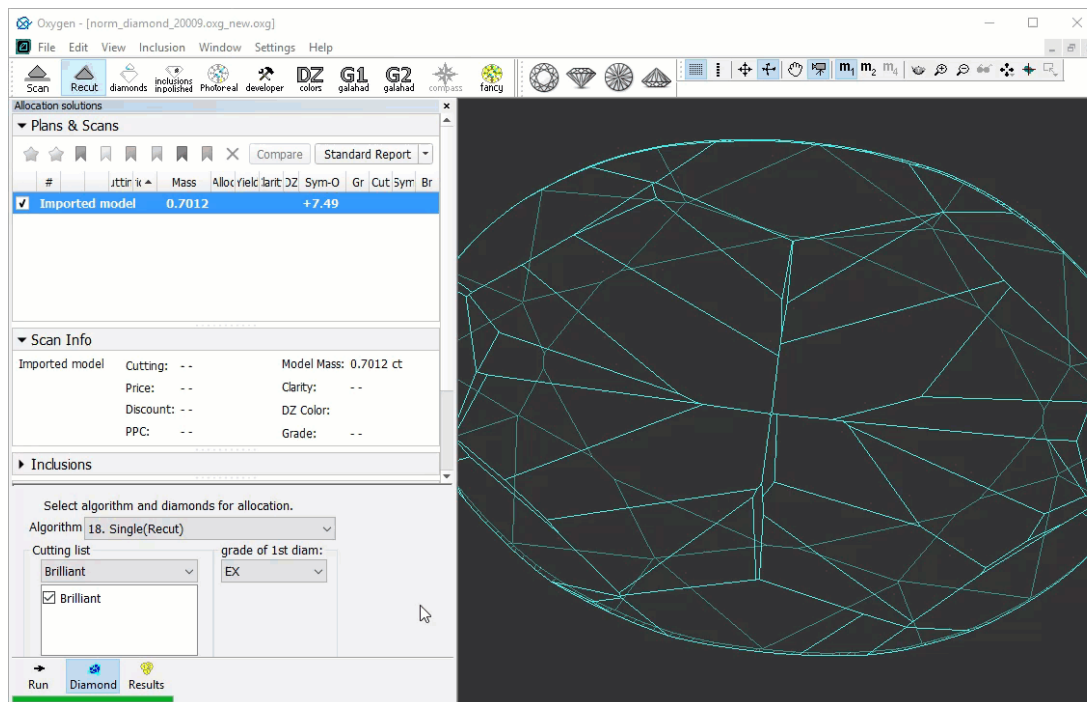 Oxygen - [norm_diamond_20009.oxg_new.oxg]
File Edit View Inclusion Window Settings Help
Scan Recut diamonds inclusions inpolished Photoreal developer DZ colors G1 galahad G2 galahad compass fancy m1 m2 m4
Allocation solutions
Plans & Scans
Compare Standard Report
# Mass Sym-O Gr Cut Sym Br
Imported model 0.7012 +7.49
Scan Info
Imported model Cutting: - - Model Mass: 0.7012 ct
Price: - - Clarity: - -
Discount: - - DZ Color:
PPC: - - Grade: - -
Inclusions
Select algorithm and diamonds for allocation.
Algorithm 18. Single(Recut)
Cutting list grade of 1st diam:
Brilliant EX
Brilliant
Run Diamond Results